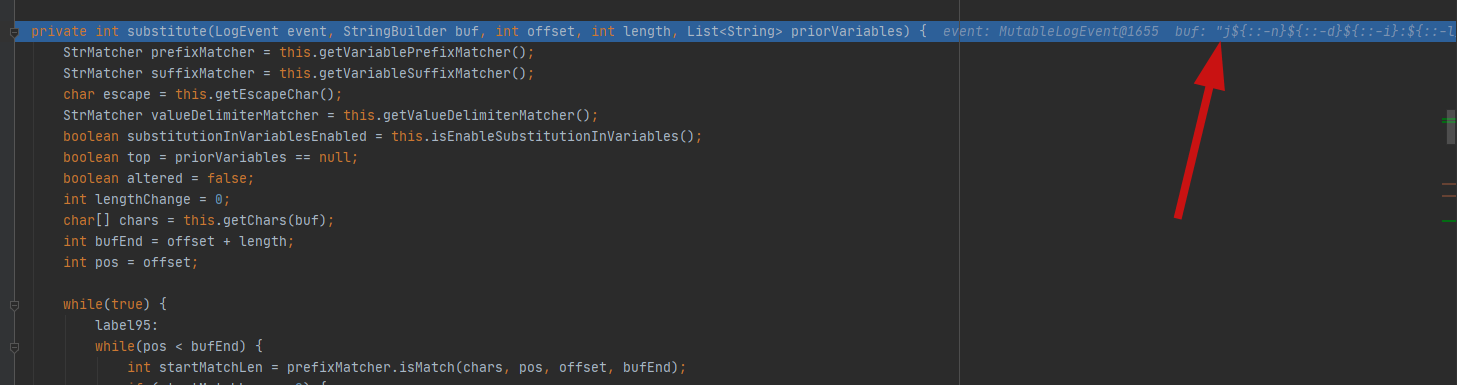 private int substitute(LogEvent event, StringBuilder buf, int offset, int length, List<String> priorVariables) {  event: MutableLogEvent@1655  buf: "j${::-n}${::-d}${::-i}:${::-l
StrMatcher prefixMatcher = this.getVariablePrefixMatcher();
StrMatcher suffixMatcher = this.getVariableSuffixMatcher();
char escape = this.getEscapeChar();
StrMatcher valueDelimiterMatcher = this.getValueDelimiterMatcher();
boolean substitutionInVariablesEnabled = this.isEnableSubstitutionInVariables();
boolean top = priorVariables == null;
boolean altered = false;
int lengthChange = 0;
char[] chars = this.getChars(buf);
int bufEnd = offset + length;
int pos = offset;
while(true) {
label95:
while(pos < bufEnd) {
int startMatchLen = prefixMatcher.isMatch(chars, pos, offset, bufEnd);